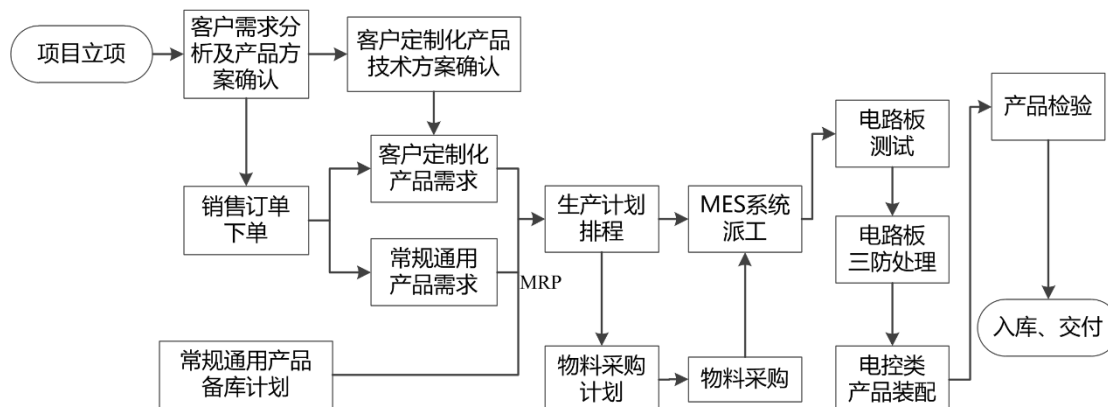 项目立项
客户需求分
析及产品方
案确认
客户定制化产品
技术方案确认
客户定制化
产品需求
销售订单
下单
常规通用
产品需求
MRP
常规通用产品
备库计划
生产计划
排程
物料采购
计划
物料采购
MES系统
派工
电路板
测试
电路板
三防处理
电控类
产品装配
产品检验
入库、交付